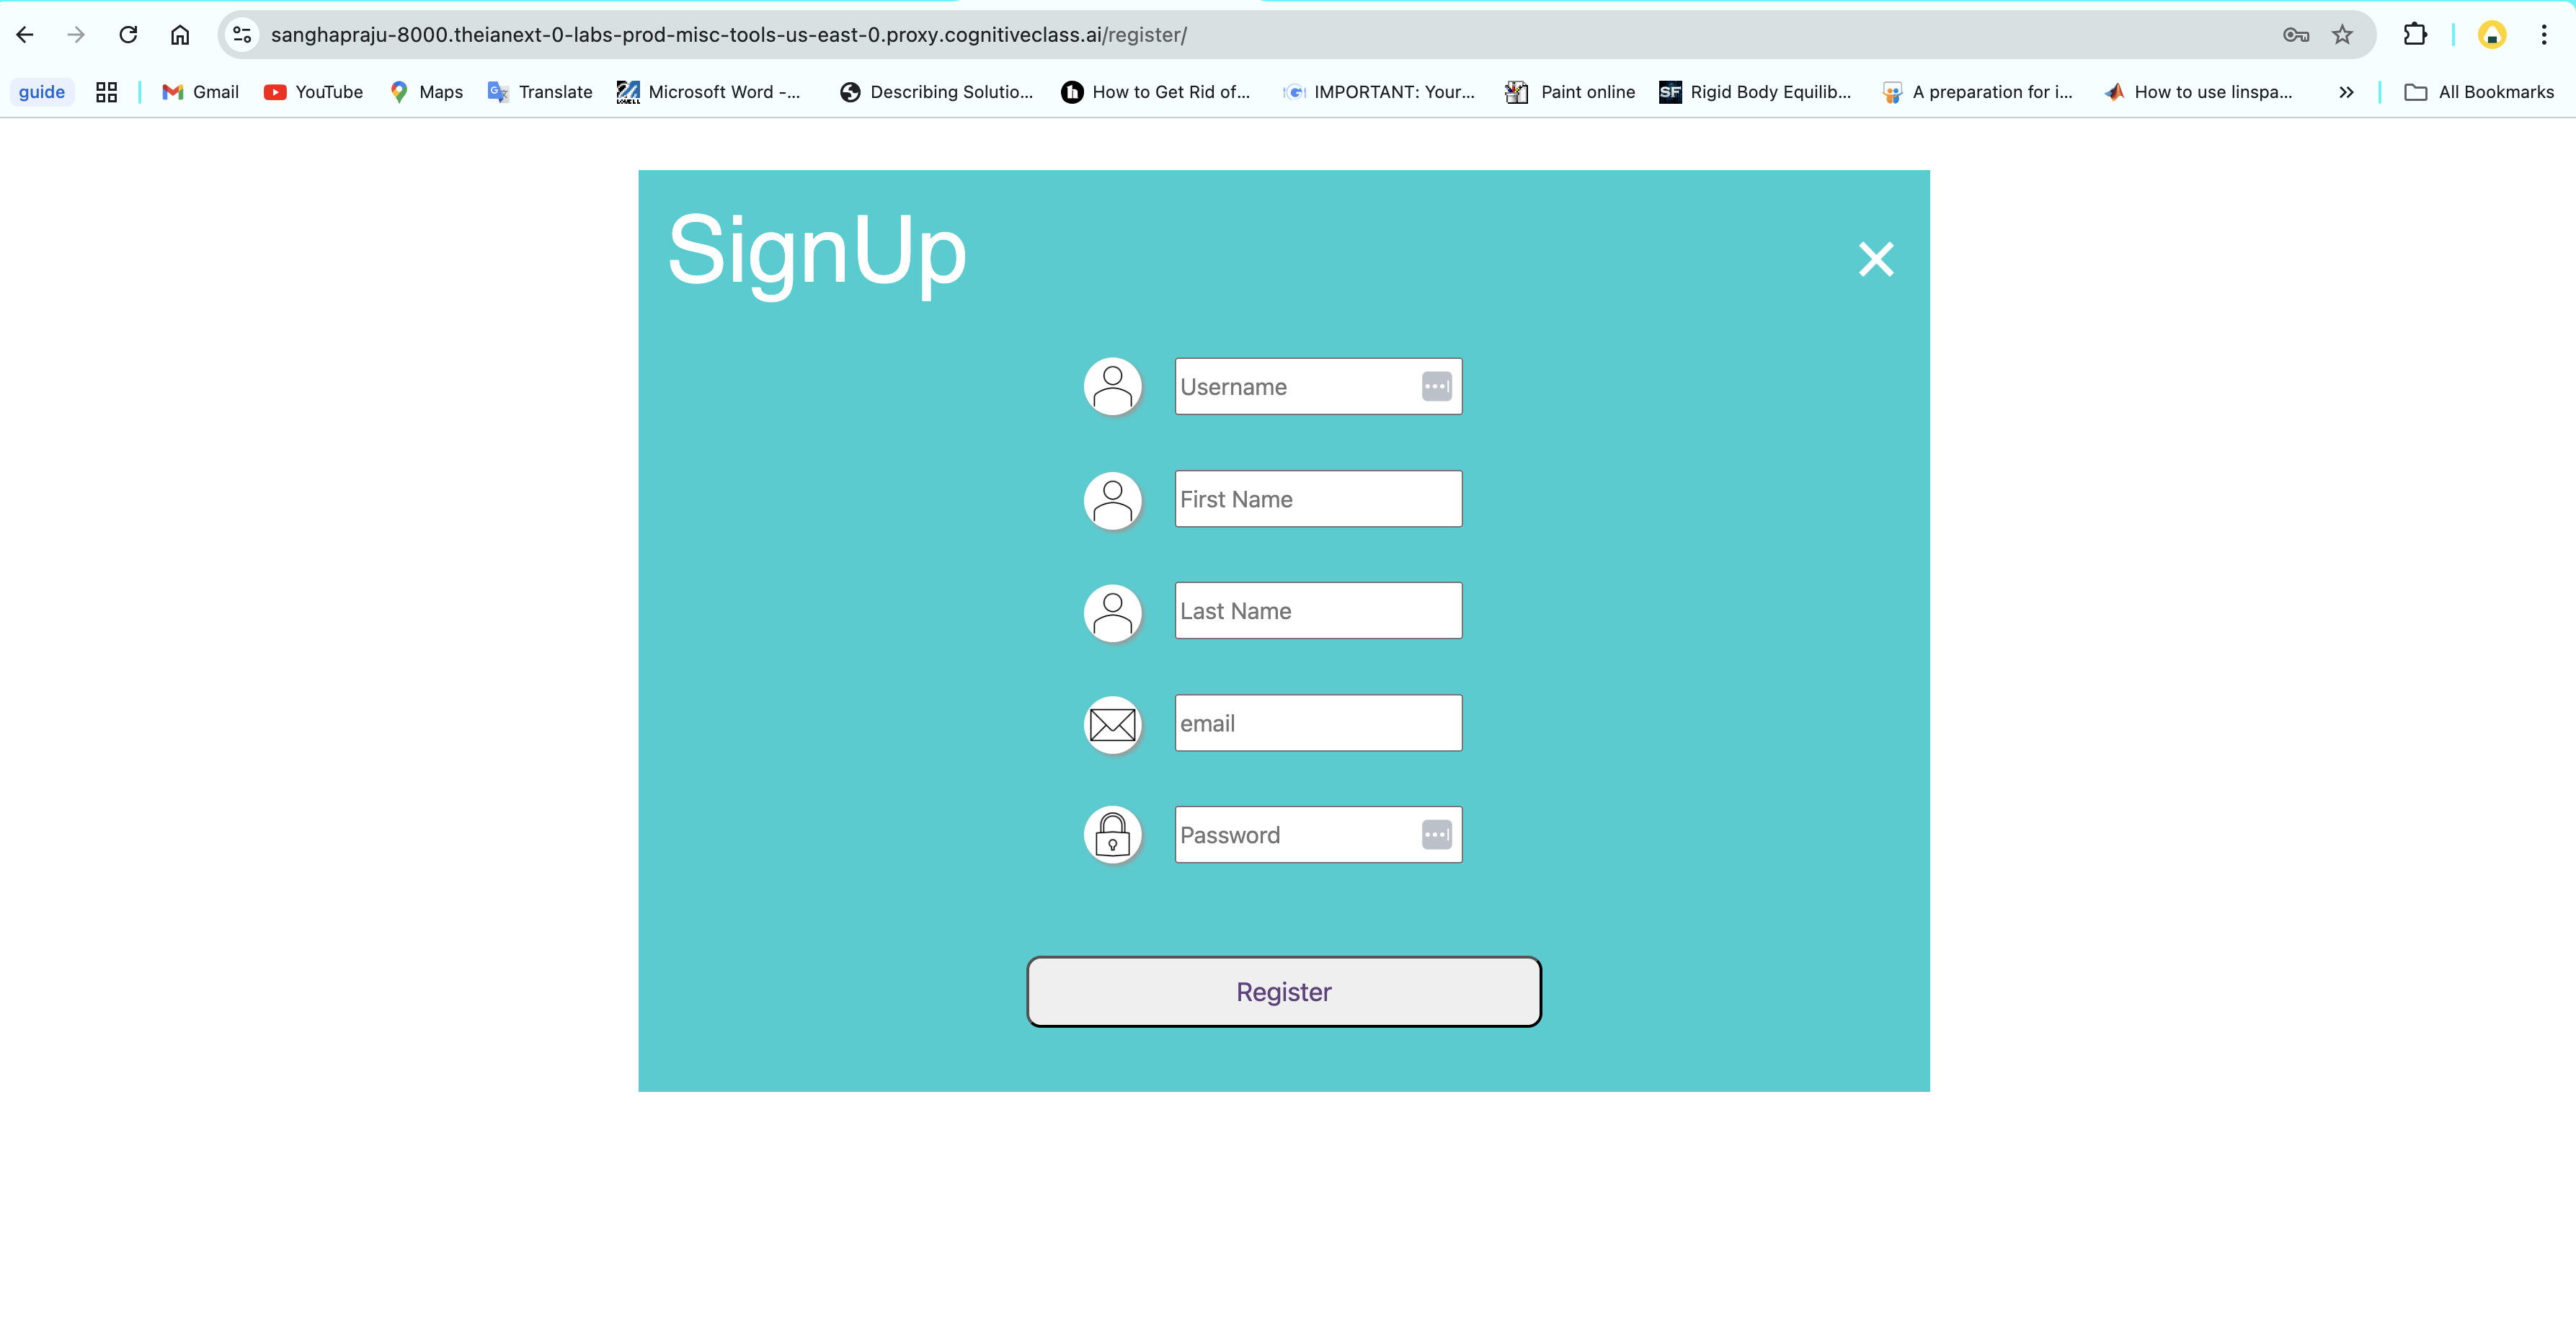 sanghapraju-8000.theianext-0-labs-prod-misc-tools-us-east-0.proxy.cognitiveclass.ai/register/
guide Gmail YouTube Maps Translate Microsoft Word -... Describing Solutio... How to Get Rid of... IMPORTANT: Your... Paint online Rigid Body Equilib... A preparation for i... How to use linspa... » All Bookmarks
SignUp
Username
First Name
Last Name
email
Password
Register